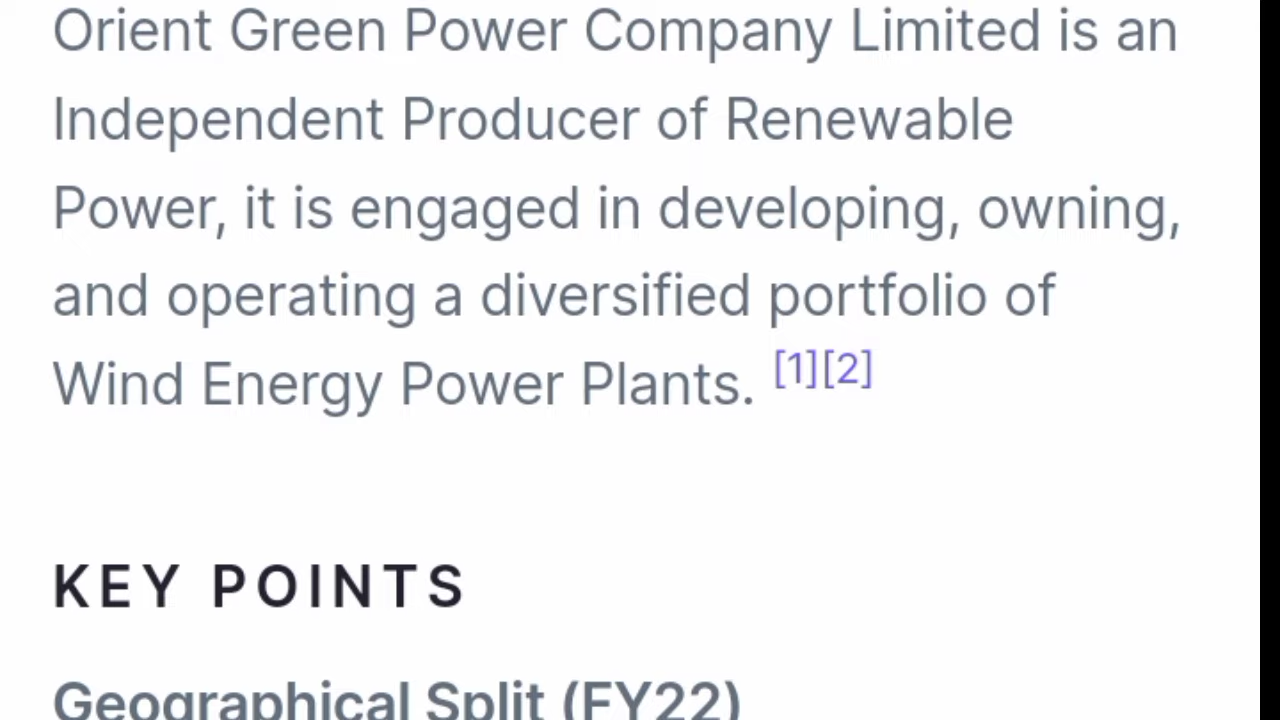 Orient Green Power Company Limited is an
Independent Producer of Renewable
Power, it is engaged in developing, owning,
and operating a diversified portfolio of
Wind Energy Power Plants. [1][2]
KEY POINTS
Geographical Split (FY22)